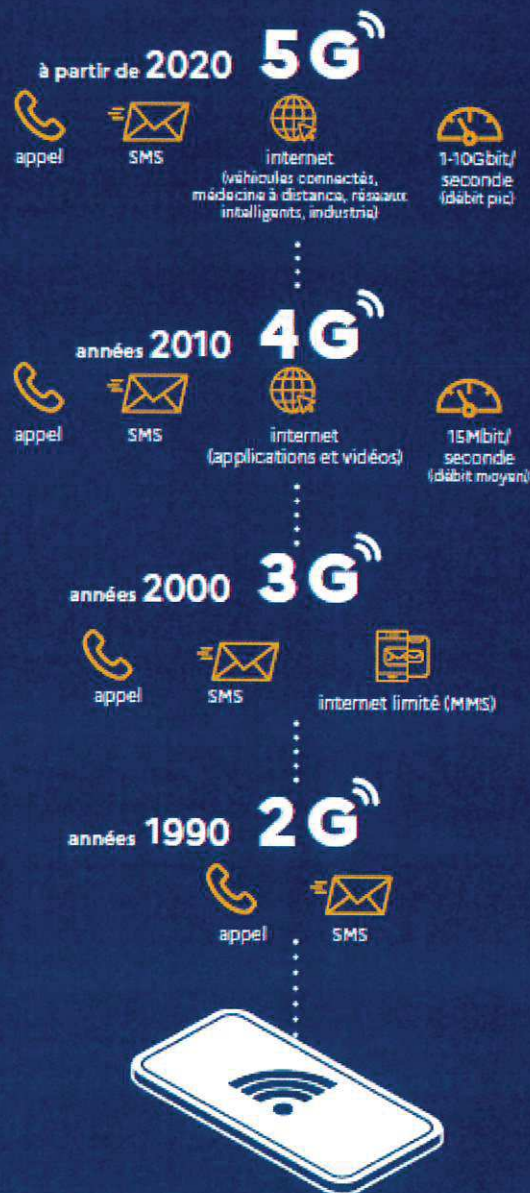 à partir de 2020 5G
appel
SMS
internet
(véhicules connectés,
médecine à distance, réseaux
intelligents, industrie)
1-10Gbit/
seconde
(débit pic)
années 2010 4G
appel
SMS
internet
(applications et vidéos)
15Mbit/
seconde
(débit moyen)
années 2000 3G
appel
SMS
internet limité (MMS)
années 1990 2G
appel
SMS